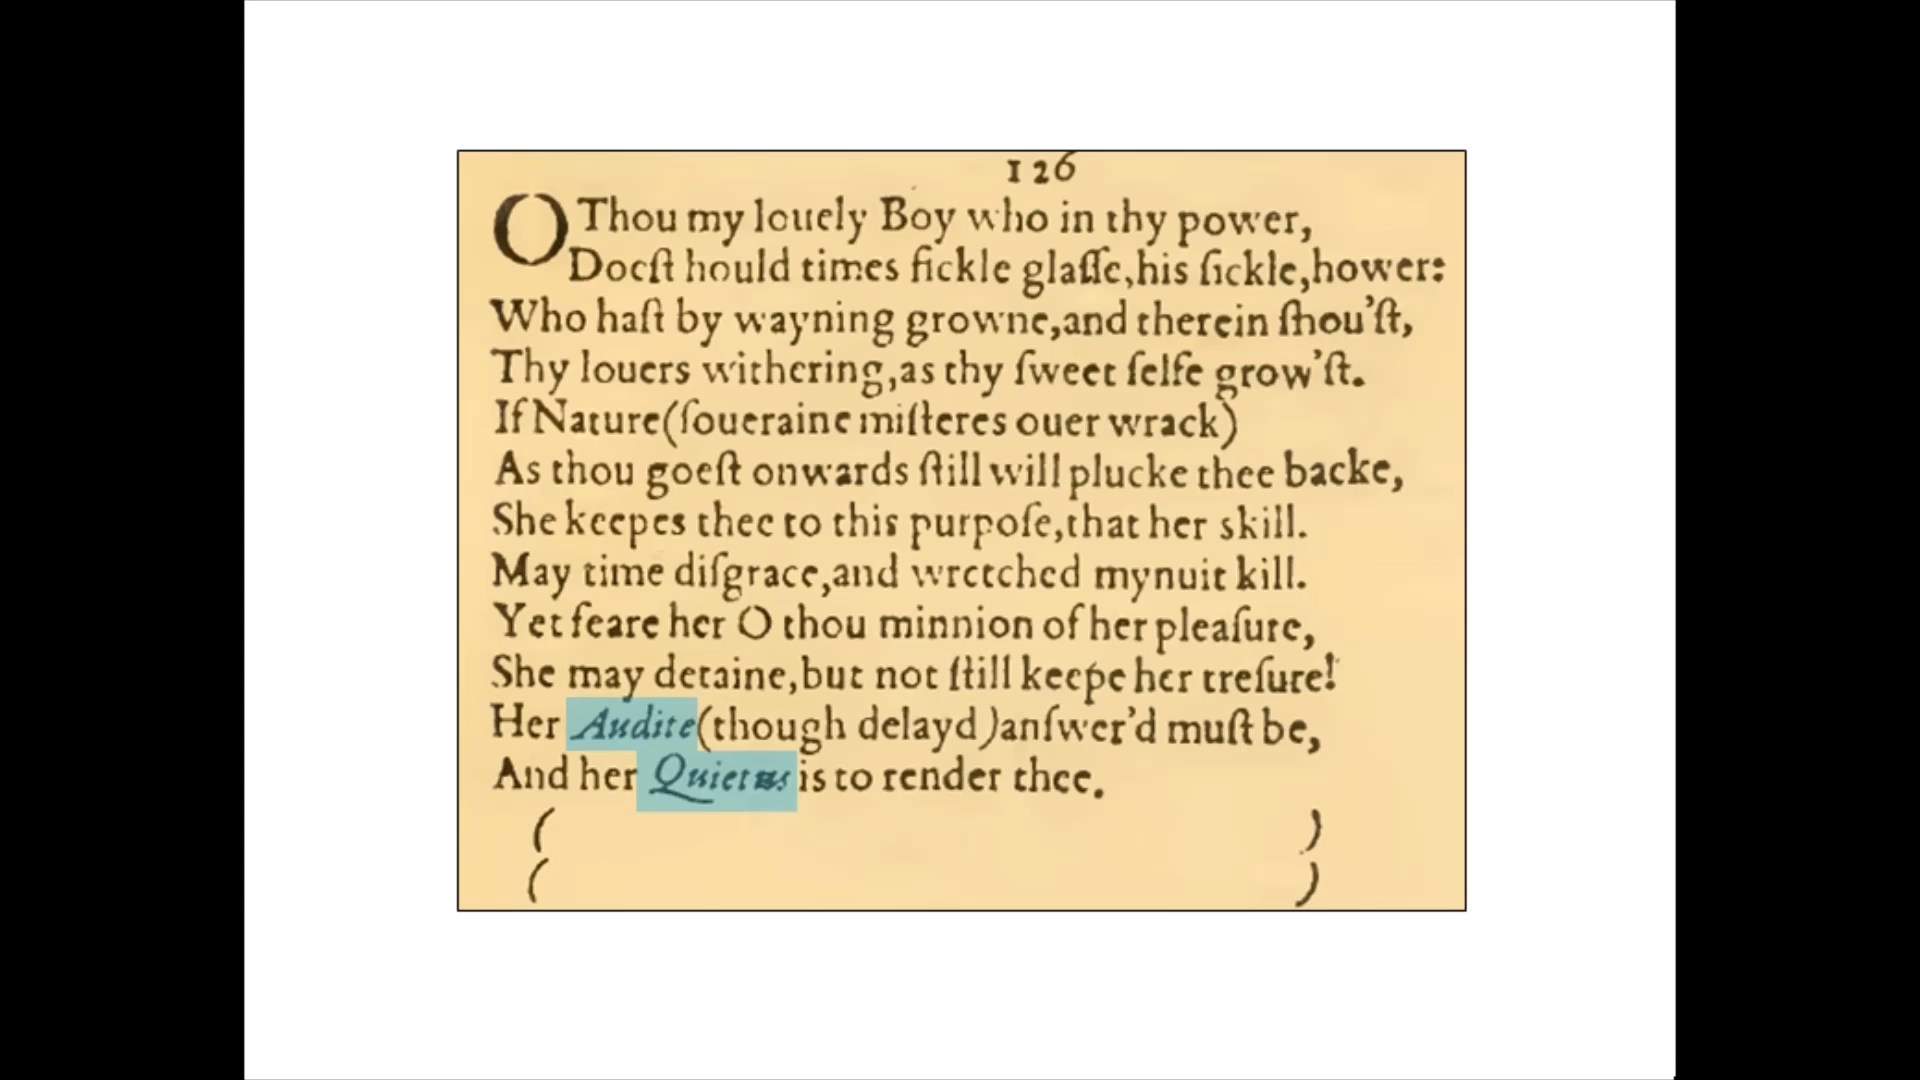 126
O Thou my louely Boy who in thy power,
Doeſt hould times fickle glaſſe,his ſickle,hower:
Who haſt by wayning growne,and therein ſhou'ſt,
Thy louers withering,as thy ſweet ſelfe grow'ſt.
If Nature(ſoueraine miſteres ouer wrack)
As thou goeſt onwards ſtill will plucke thee backe,
She keepes thee to this purpoſe,that her skill.
May time diſgrace,and wretched mynuit kill.
Yet feare her O thou minnion of her pleaſure,
She may detaine,but not ſtill keepe her treſure!
Her Audite(though delayd)anſwer'd muſt be,
And her Quietus is to render thee.
( )
( )